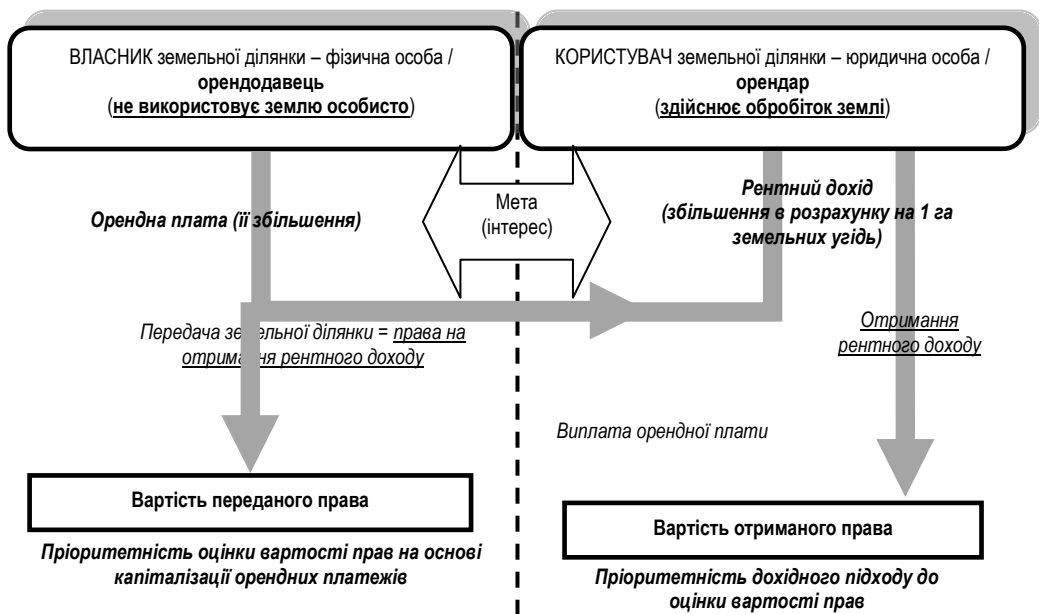 ВЛАСНИК земельної ділянки – фізична особа /
орендодавець
(не використовує землю особисто)
КОРИСТУВАЧ земельної ділянки – юридична особа /
орендар
(здійснює обробіток землі)
Орендна плата (її збільшення)
Мета
(інтерес)
Рентний дохід
(збільшення в розрахунку на 1 га
земельних угідь)
Передача земельної ділянки = права на
отримання рентного доходу
Отримання
рентного доходу
Виплата орендної плати
Вартість переданого права
Вартість отриманого права
Пріоритетність оцінки вартості прав на основі
капіталізації орендних платежів
Пріоритетність дохідного підходу до
оцінки вартості прав